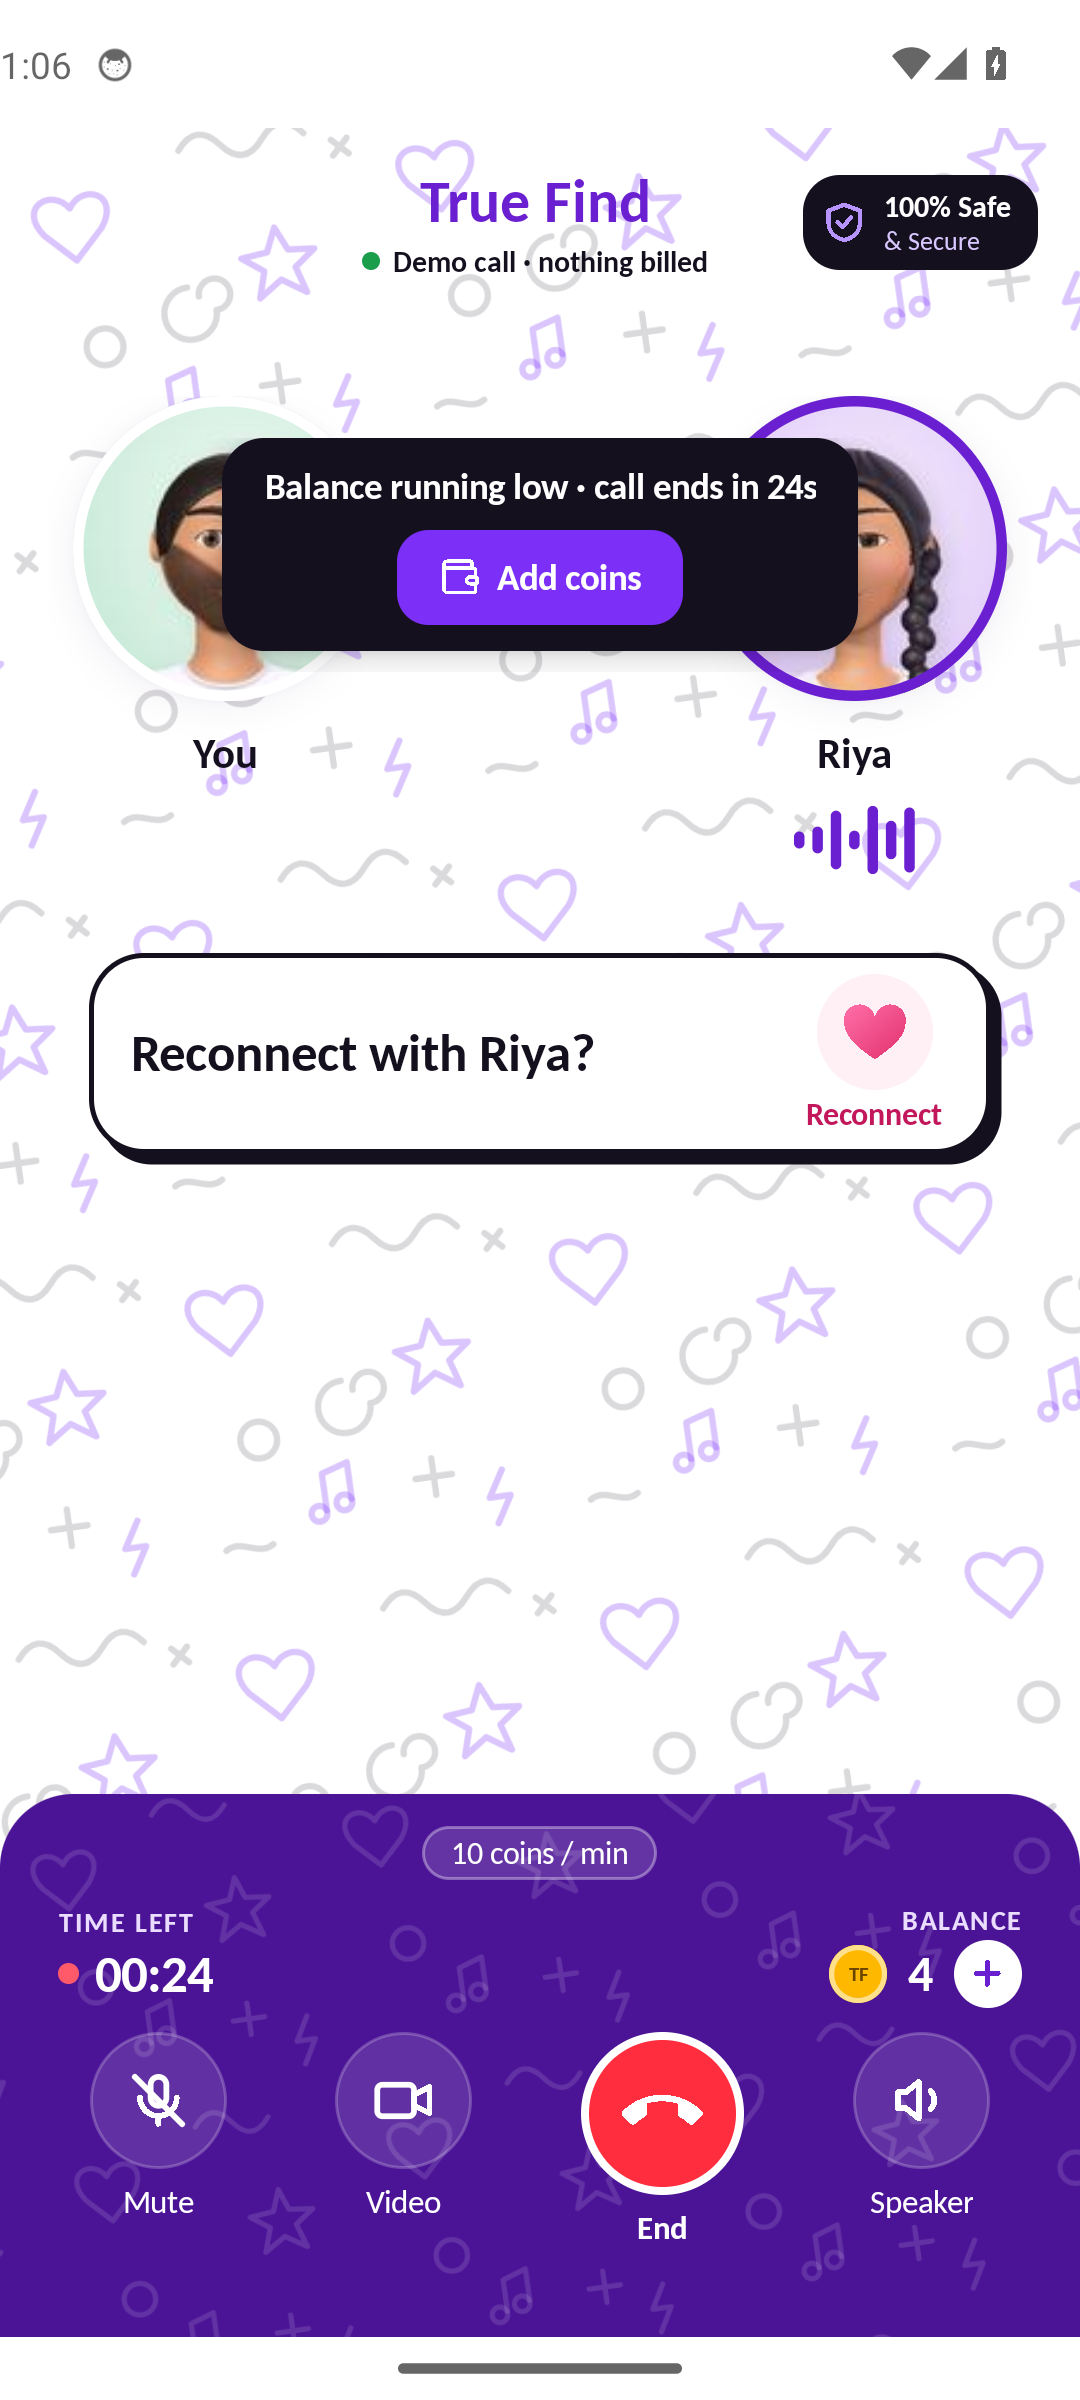 1:06
True Find
Demo call · nothing billed
100% Safe
& Secure
Balance running low · call ends in 24s
Add coins
You
Riya
Reconnect with Riya?
Reconnect
10 coins / min
TIME LEFT
BALANCE
00:24
TF
4
Mute
Video
End
Speaker